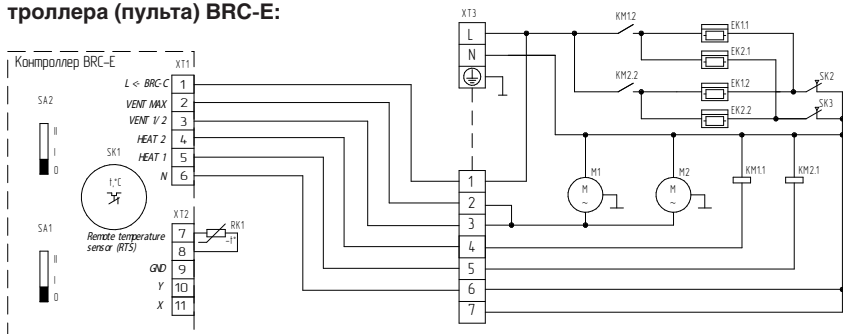 троллера (пульта) BRC-E:
Контроллер BRC-E
XT1
L <- BRC-C 1
VENT MAX 2
VENT 1/2 3
HEAT 2 4
HEAT 1 5
N 6
SA2
II
I
0
SK1
t,°C
Remote temperature
sensor (RTS)
SA1
II
I
0
XT2
7
8
GND 9
Y 10
X 11
RK1
-t°
XT3
L
N
1
2
3
4
5
6
7
KM1.2
KM2.2
EK1.1
EK2.1
EK1.2
EK2.2
SK2
SK3
M1
M
~
M2
M
~
KM1.1
KM2.1